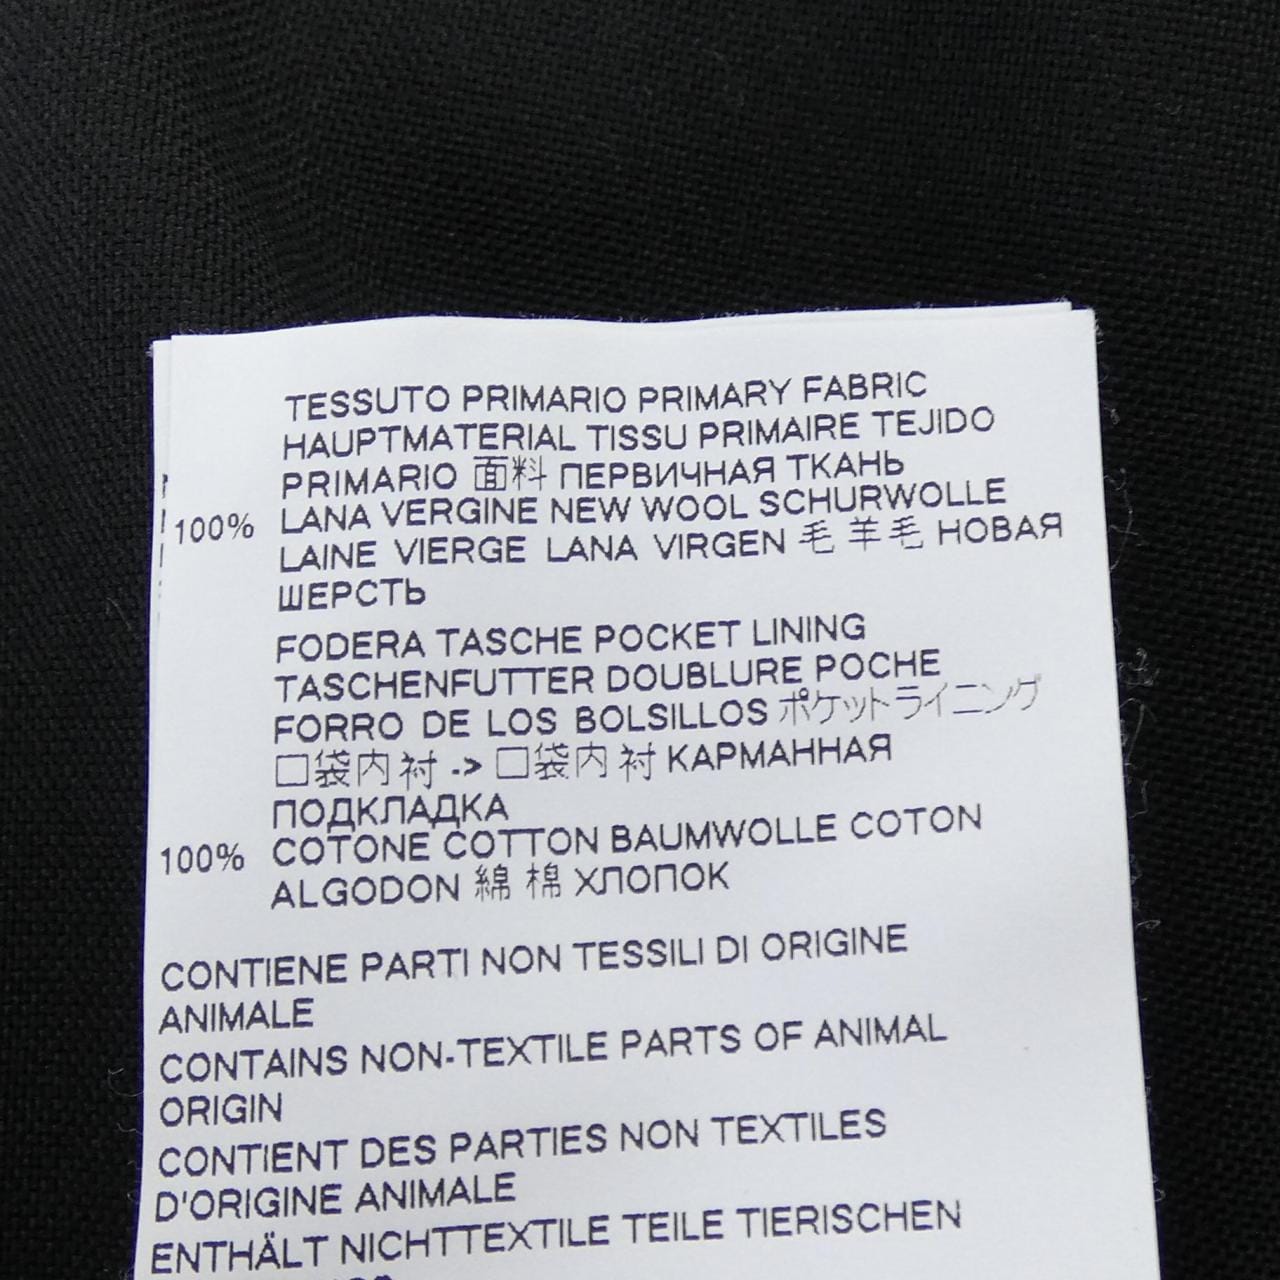 TESSUTO PRIMARIO PRIMARY FABRIC
HAUPTMATERIAL TISSU PRIMAIRE TEJIDO
PRIMARIO 面料 ПЕРВИЧНАЯ ТКАНЬ
100% LANA VERGINE NEW WOOL SCHURWOLLE
LAINE VIERGE LANA VIRGEN 毛 羊毛 НОВАЯ
ШЕРСТЬ
FODERA TASCHE POCKET LINING
TASCHENFUTTER DOUBLURE POCHE
FORRO DE LOS BOLSILLOS ポケットライニング
口袋内衬 -> 口袋内衬 КАРМАННАЯ
ПОДКЛАДКА
100% COTONE COTTON BAUMWOLLE COTON
ALGODON 綿 棉 ХЛОПОК
CONTIENE PARTI NON TESSILI DI ORIGINE
ANIMALE
CONTAINS NON-TEXTILE PARTS OF ANIMAL
ORIGIN
CONTIENT DES PARTIES NON TEXTILES
D'ORIGINE ANIMALE
ENTHÄLT NICHTTEXTILE TEILE TIERISCHEN